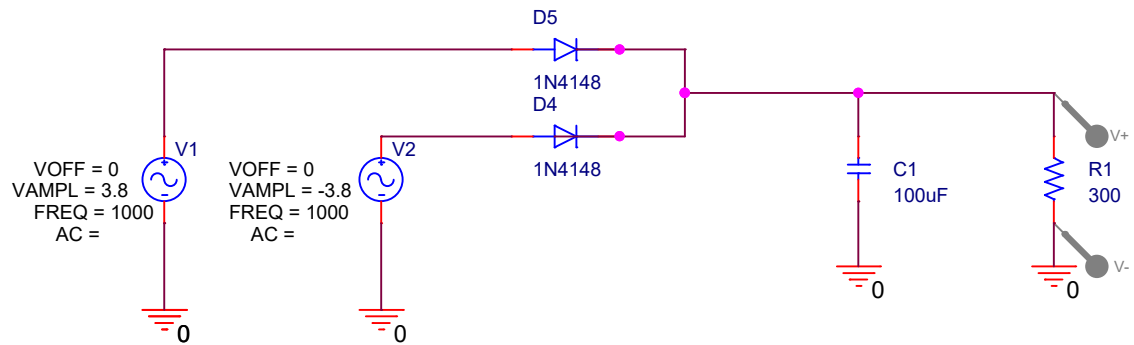 D5
1N4148
D4
1N4148
V1
VOFF = 0
VAMPL = 3.8
FREQ = 1000
AC =
V2
VOFF = 0
VAMPL = -3.8
FREQ = 1000
AC =
C1
100uF
R1
300
V+
V-
0
0
0
0